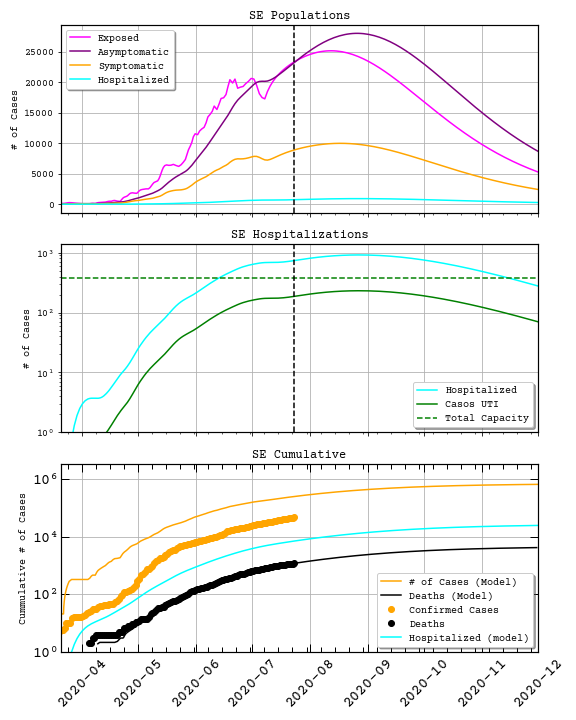 SE Populations
# of Cases
25000
20000
15000
10000
5000
0
Exposed
Asymptomatic
Symptomatic
Hospitalized
SE Hospitalizations
# of Cases
10³
10²
10¹
10⁰
Hospitalized
Casos UTI
Total Capacity
SE Cumulative
Cummulative # of Cases
10⁶
10⁴
10²
10⁰
# of Cases (Model)
Deaths (Model)
Confirmed Cases
Deaths
Hospitalized (model)
2020-04
2020-05
2020-06
2020-07
2020-08
2020-09
2020-10
2020-11
2020-12